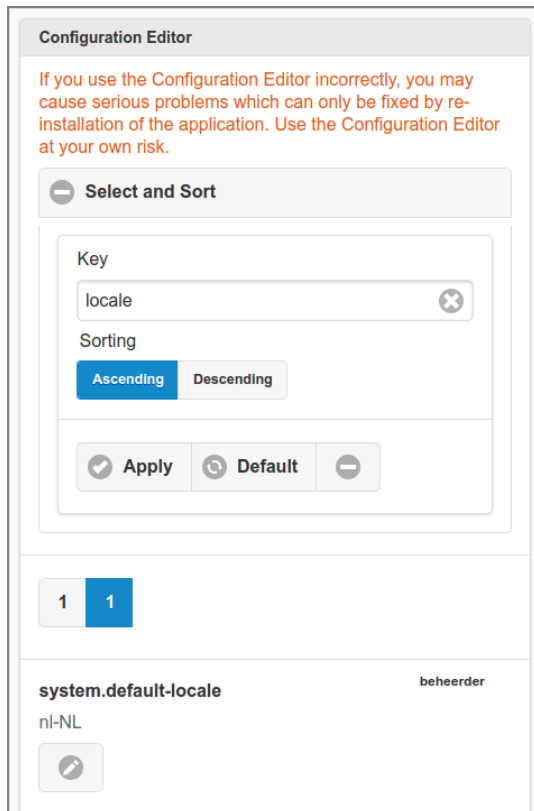 Configuration Editor
If you use the Configuration Editor incorrectly, you may
cause serious problems which can only be fixed by re-
installation of the application. Use the Configuration Editor
at your own risk.
Select and Sort
Key
locale
Sorting
Ascending Descending
Apply Default
1 1
system.default-locale beheerder
nl-NL